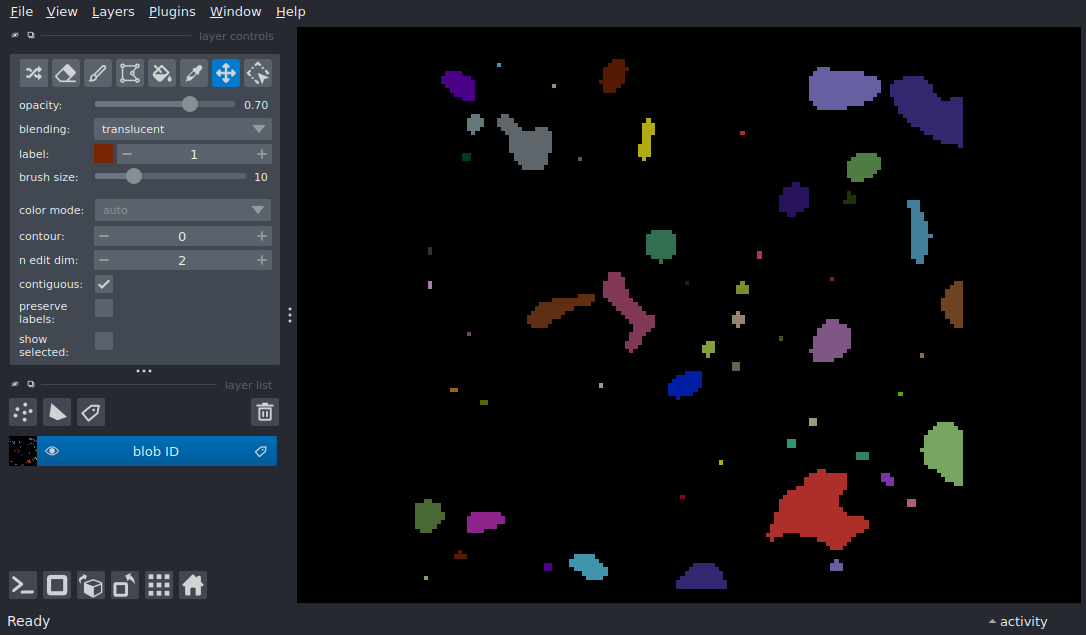 File View Layers Plugins Window Help
layer controls
opacity: 0.70
blending: translucent
label: 1
brush size: 10
color mode: auto
contour: 0
n edit dim: 2
contiguous:
preserve
labels:
show
selected:
layer list
blob ID
Ready activity